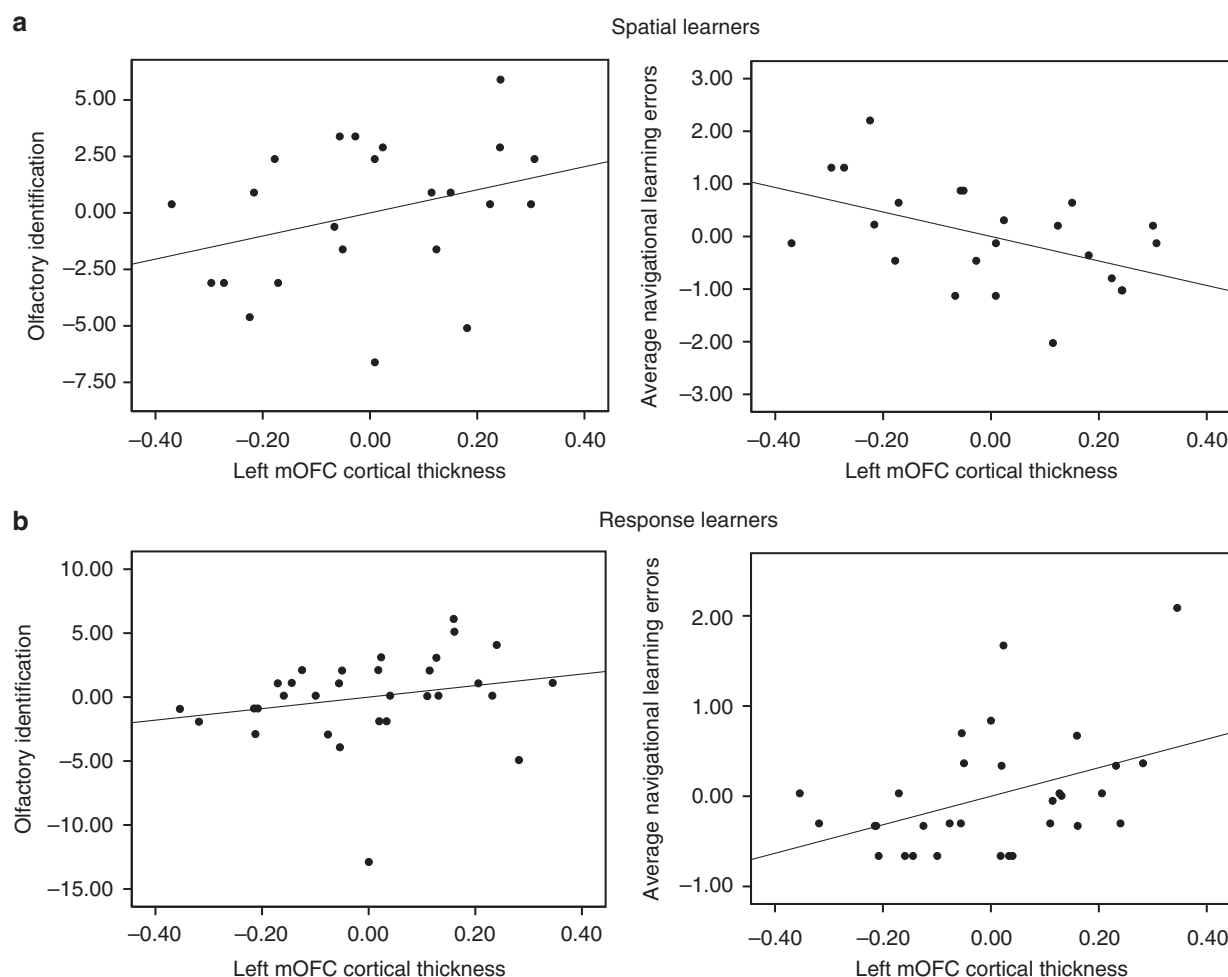 a
Spatial learners
Olfactory identification
5.00
2.50
0.00
−2.50
−5.00
−7.50
−0.40 −0.20 0.00 0.20 0.40
Left mOFC cortical thickness
Average navigational learning errors
3.00
2.00
1.00
0.00
−1.00
−2.00
−3.00
−0.40 −0.20 0.00 0.20 0.40
Left mOFC cortical thickness
b
Response learners
Olfactory identification
10.00
5.00
0.00
−5.00
−10.00
−15.00
−0.40 −0.20 0.00 0.20 0.40
Left mOFC cortical thickness
Average navigational learning errors
2.00
1.00
0.00
−1.00
−0.40 −0.20 0.00 0.20 0.40
Left mOFC cortical thickness